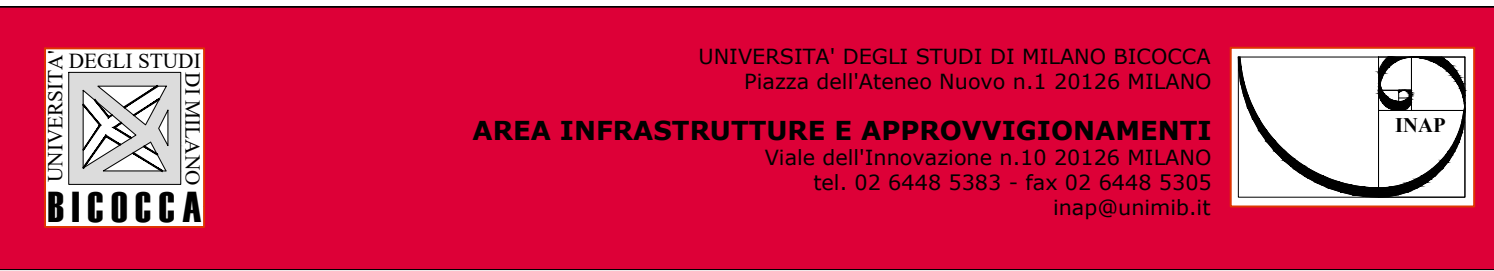 UNIVERSITA' DEGLI STUDI DI MILANO
BICOCCA
UNIVERSITA' DEGLI STUDI DI MILANO BICOCCA
Piazza dell'Ateneo Nuovo n.1 20126 MILANO
AREA INFRASTRUTTURE E APPROVVIGIONAMENTI
Viale dell'Innovazione n.10 20126 MILANO
tel. 02 6448 5383 - fax 02 6448 5305
inap@unimib.it
INAP